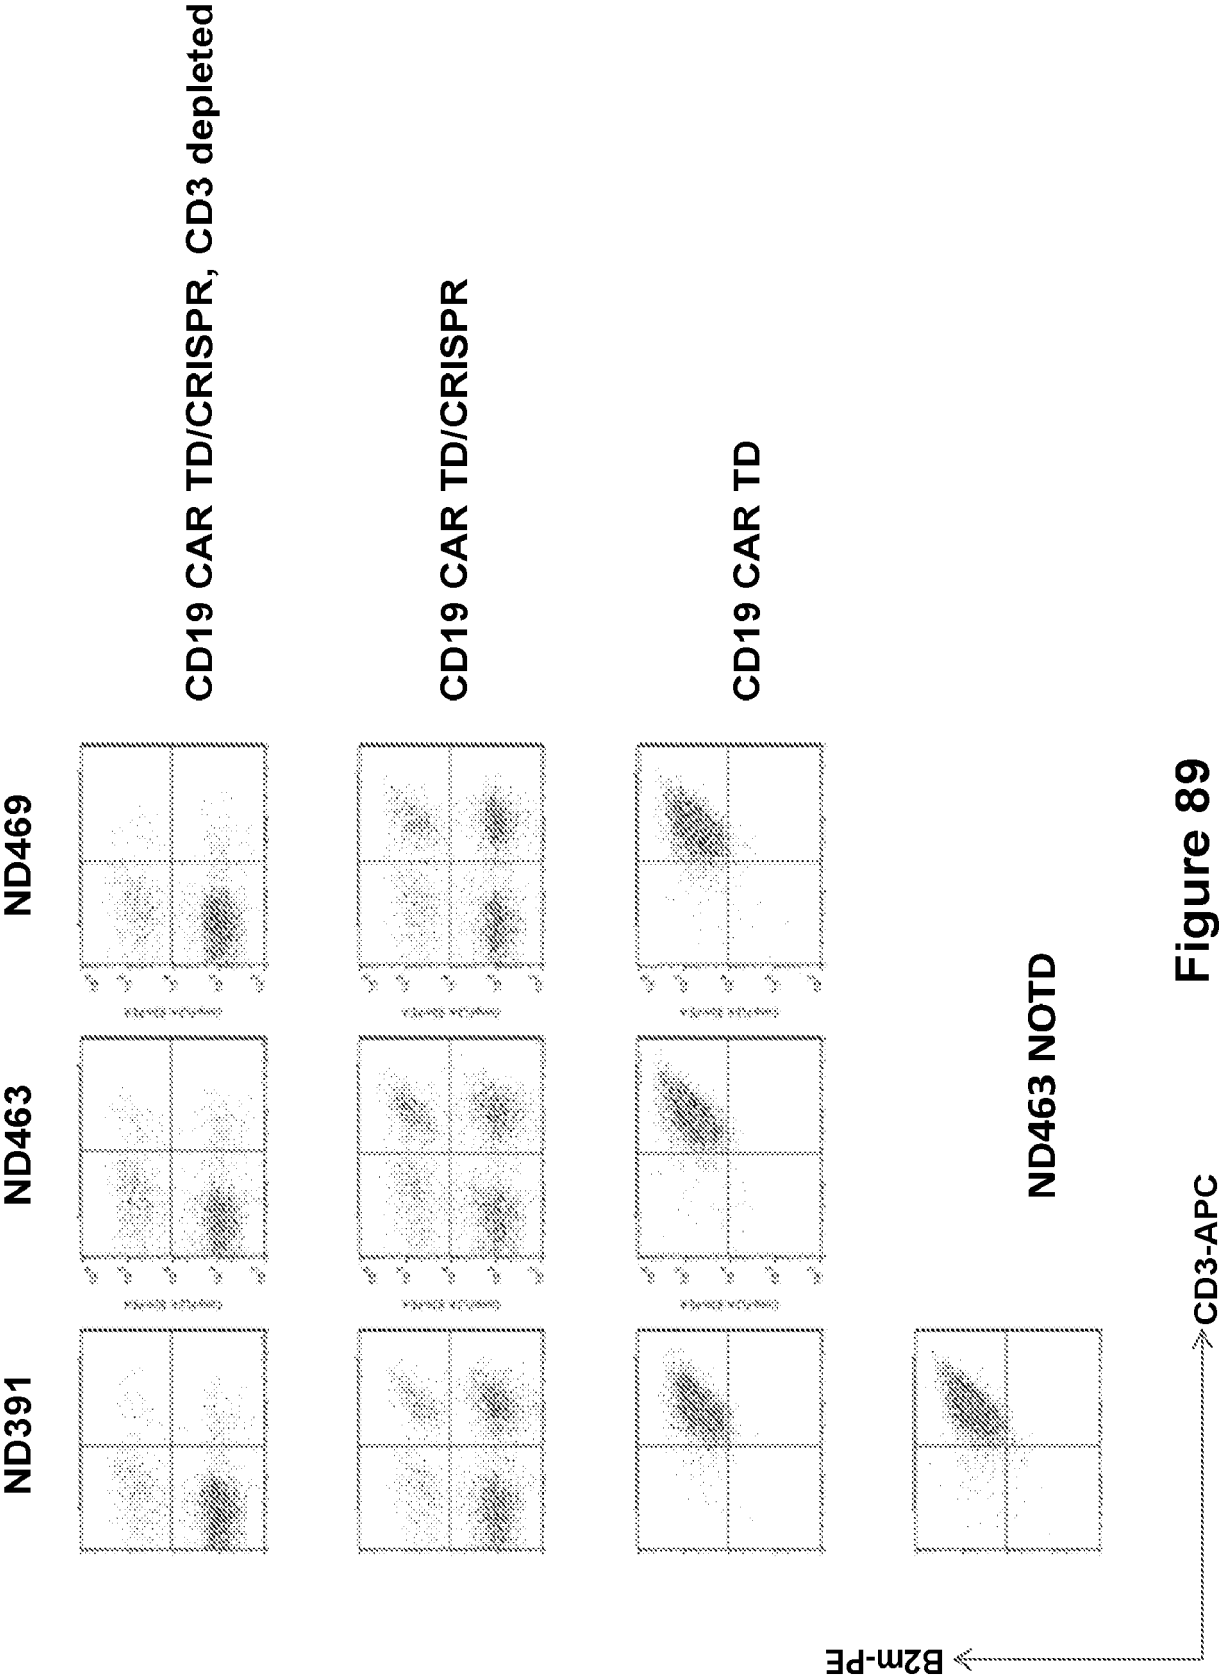 ND391
ND463
ND469
CD19 CAR TD/CRISPR, CD3 depleted
CD19 CAR TD/CRISPR
CD19 CAR TD
ND463 NOTD
B2m-PE
CD3-APC
Figure 89